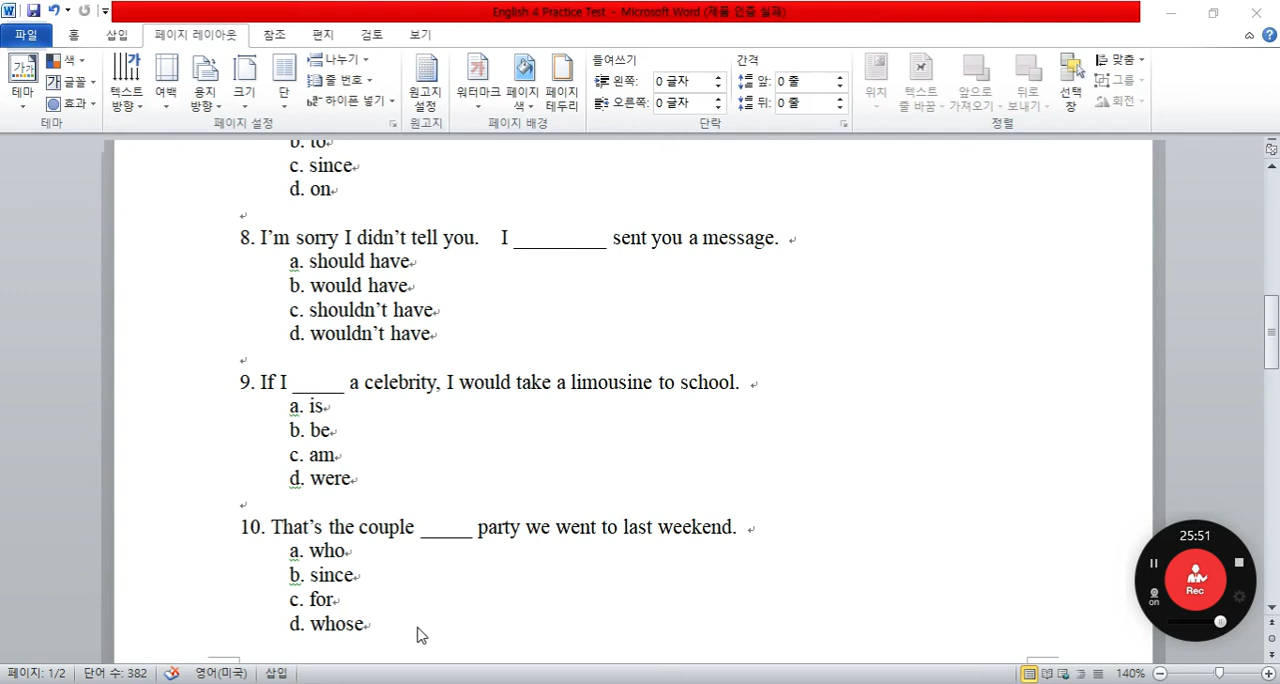 English 4 Practice Test - Microsoft Word (제품 인증 실패)
파일 홈 삽입 페이지 레이아웃 참조 편지 검토 보기
테마 색 글꼴 효과 텍스트 방향 여백 용지 방향 크기 단 나누기 줄 번호 하이픈 넣기 원고지 설정 워터마크 페이지 색 페이지 테두리 들여쓰기 왼쪽: 0 글자 오른쪽: 0 글자 간격 앞: 0 줄 뒤: 0 줄 위치 텍스트 줄 바꿈 앞으로 가져오기 뒤로 보내기 선택 창 맞춤 그룹 회전
테마 페이지 설정 원고지 페이지 배경 단락 정렬
b. to
c. since
d. on
8. I'm sorry I didn't tell you. I _________ sent you a message.
a. should have
b. would have
c. shouldn't have
d. wouldn't have
9. If I _____ a celebrity, I would take a limousine to school.
a. is
b. be
c. am
d. were
10. That's the couple _____ party we went to last weekend.
a. who
b. since
c. for
d. whose
25:51
on
Rec
페이지: 1/2 단어 수: 382 영어(미국) 삽입 140%